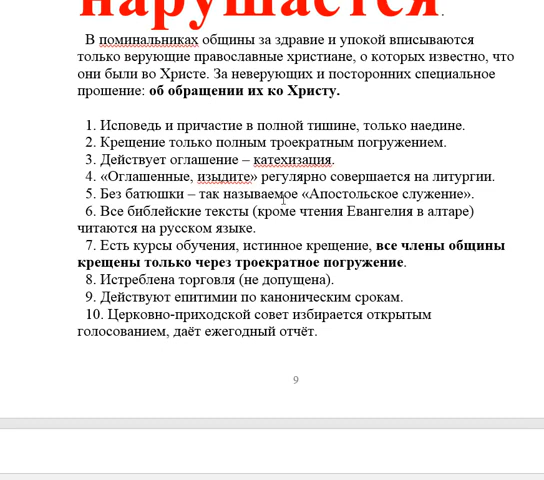 нарушается.
В поминальниках общины за здравие и упокой вписываются
только верующие православные христиане, о которых известно, что
они были во Христе. За неверующих и посторонних специальное
прошение: об обращении их ко Христу.
1. Исповедь и причастие в полной тишине, только наедине.
2. Крещение только полным троекратным погружением.
3. Действует оглашение – катехизация.
4. «Оглашенные, изыдите» регулярно совершается на литургии.
5. Без батюшки – так называемое «Апостольское служение».
6. Все библейские тексты (кроме чтения Евангелия в алтаре)
читаются на русском языке.
7. Есть курсы обучения, истинное крещение, все члены общины
крещены только через троекратное погружение.
8. Истреблена торговля (не допущена).
9. Действуют епитимии по каноническим срокам.
10. Церковно-приходской совет избирается открытым
голосованием, даёт ежегодный отчёт.
9